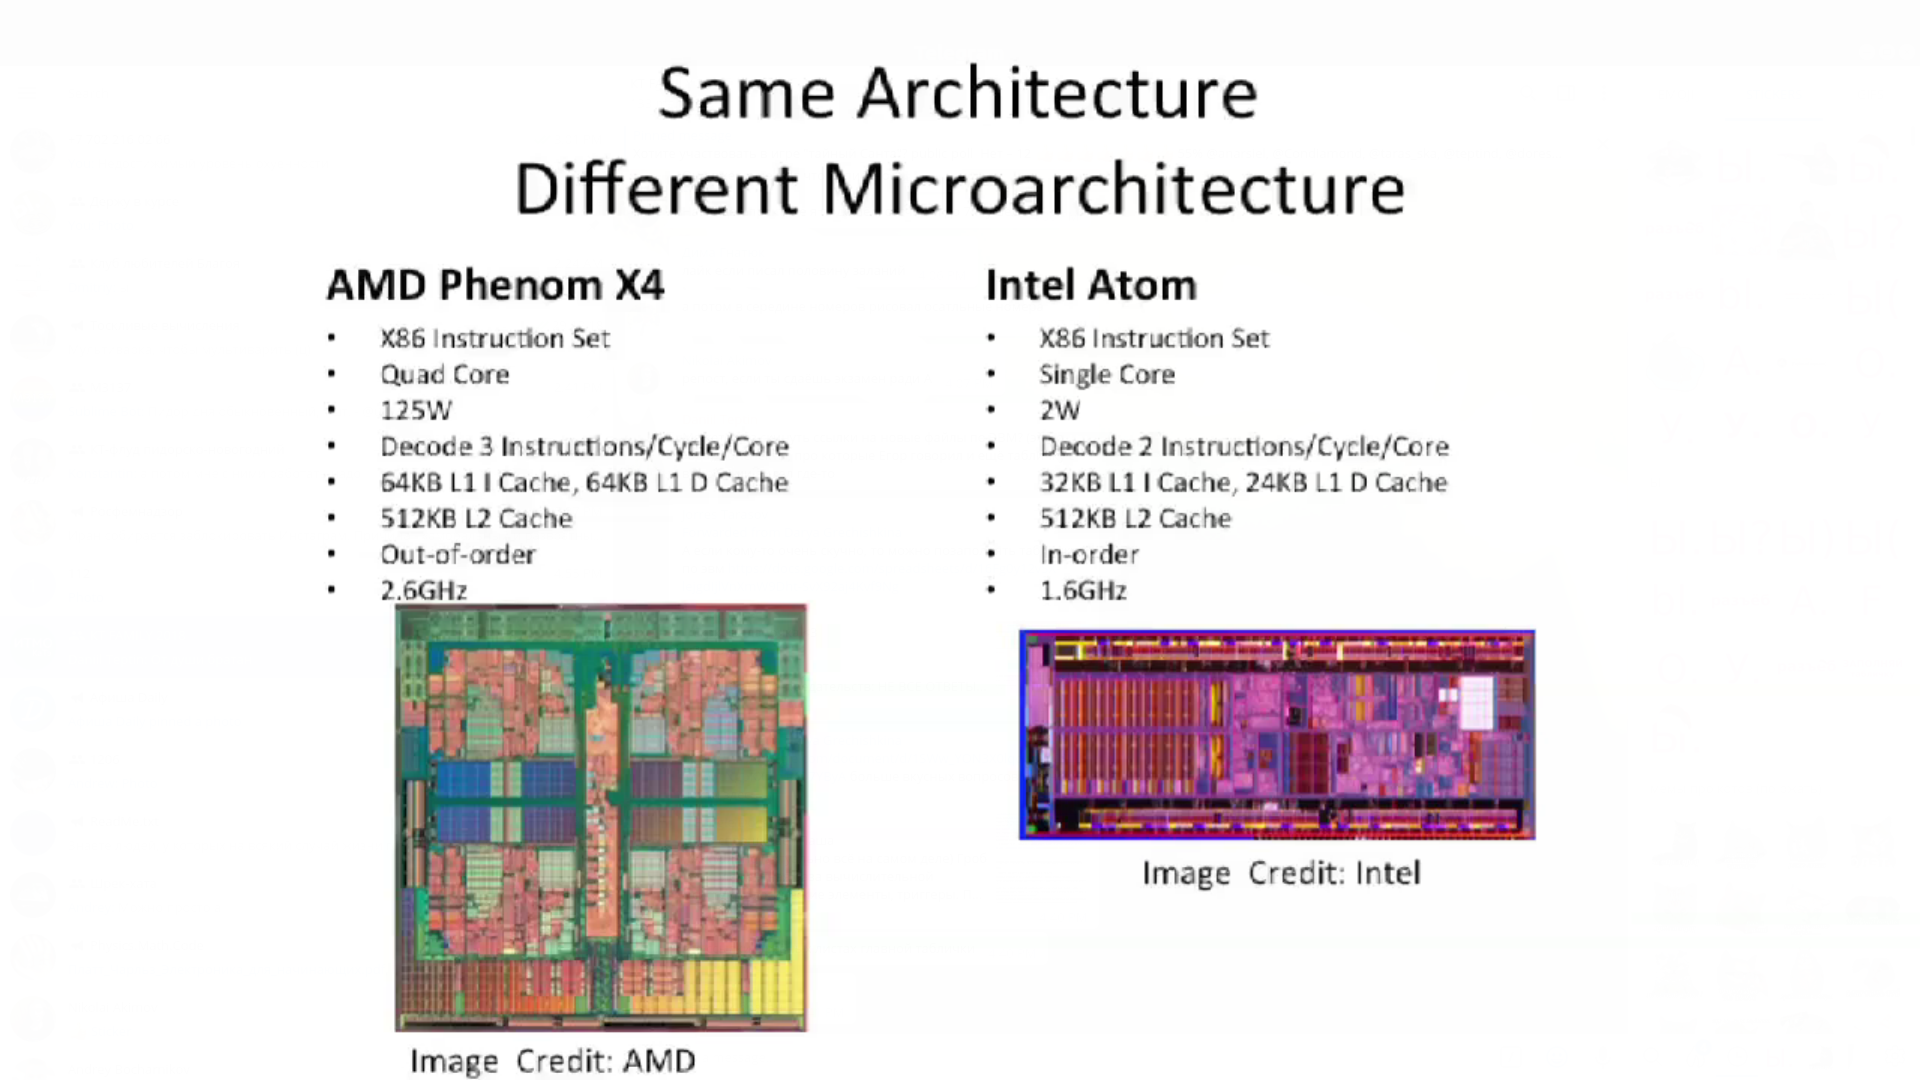 Same Architecture
Different Microarchitecture
AMD Phenom X4
• X86 Instruction Set
• Quad Core
• 125W
• Decode 3 Instructions/Cycle/Core
• 64KB L1 I Cache, 64KB L1 D Cache
• 512KB L2 Cache
• Out-of-order
• 2.6GHz
Image Credit: AMD
Intel Atom
• X86 Instruction Set
• Single Core
• 2W
• Decode 2 Instructions/Cycle/Core
• 32KB L1 I Cache, 24KB L1 D Cache
• 512KB L2 Cache
• In-order
• 1.6GHz
Image Credit: Intel